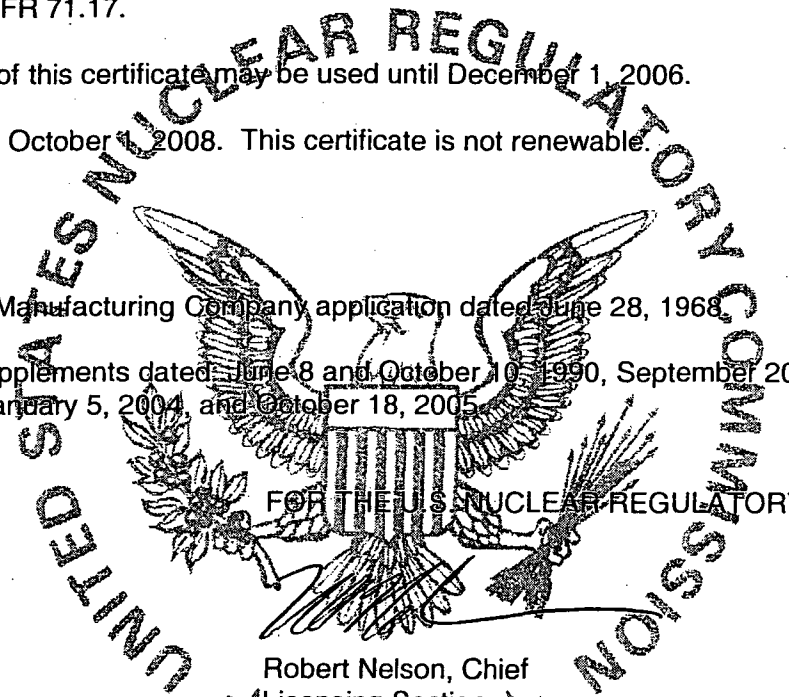 FR 71.17.
of this certificate may be used until December 1, 2006.
October 1, 2008. This certificate is not renewable.
Manufacturing Company application dated June 28, 1968.
pplements dated: June 8 and October 10, 1990, September 20
anuary 5, 2004, and October 18, 2005.
FOR THE U.S. NUCLEAR REGULATORY
Robert Nelson, Chief
Licensing Section
UNITED STATES NUCLEAR REGULATORY COMMISSION